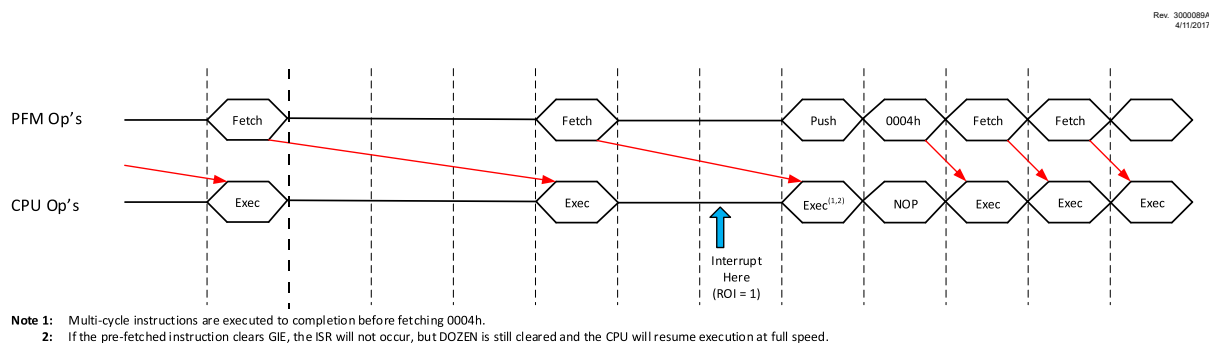 Rev. 3000089A
4/11/2017
PFM Op's
Fetch
Fetch
Push
0004h
Fetch
Fetch
CPU Op's
Exec
Exec
Exec(1,2)
NOP
Exec
Exec
Exec
Interrupt
Here
(ROI = 1)
Note 1: Multi-cycle instructions are executed to completion before fetching 0004h.
2: If the pre-fetched instruction clears GIE, the ISR will not occur, but DOZEN is still cleared and the CPU will resume execution at full speed.